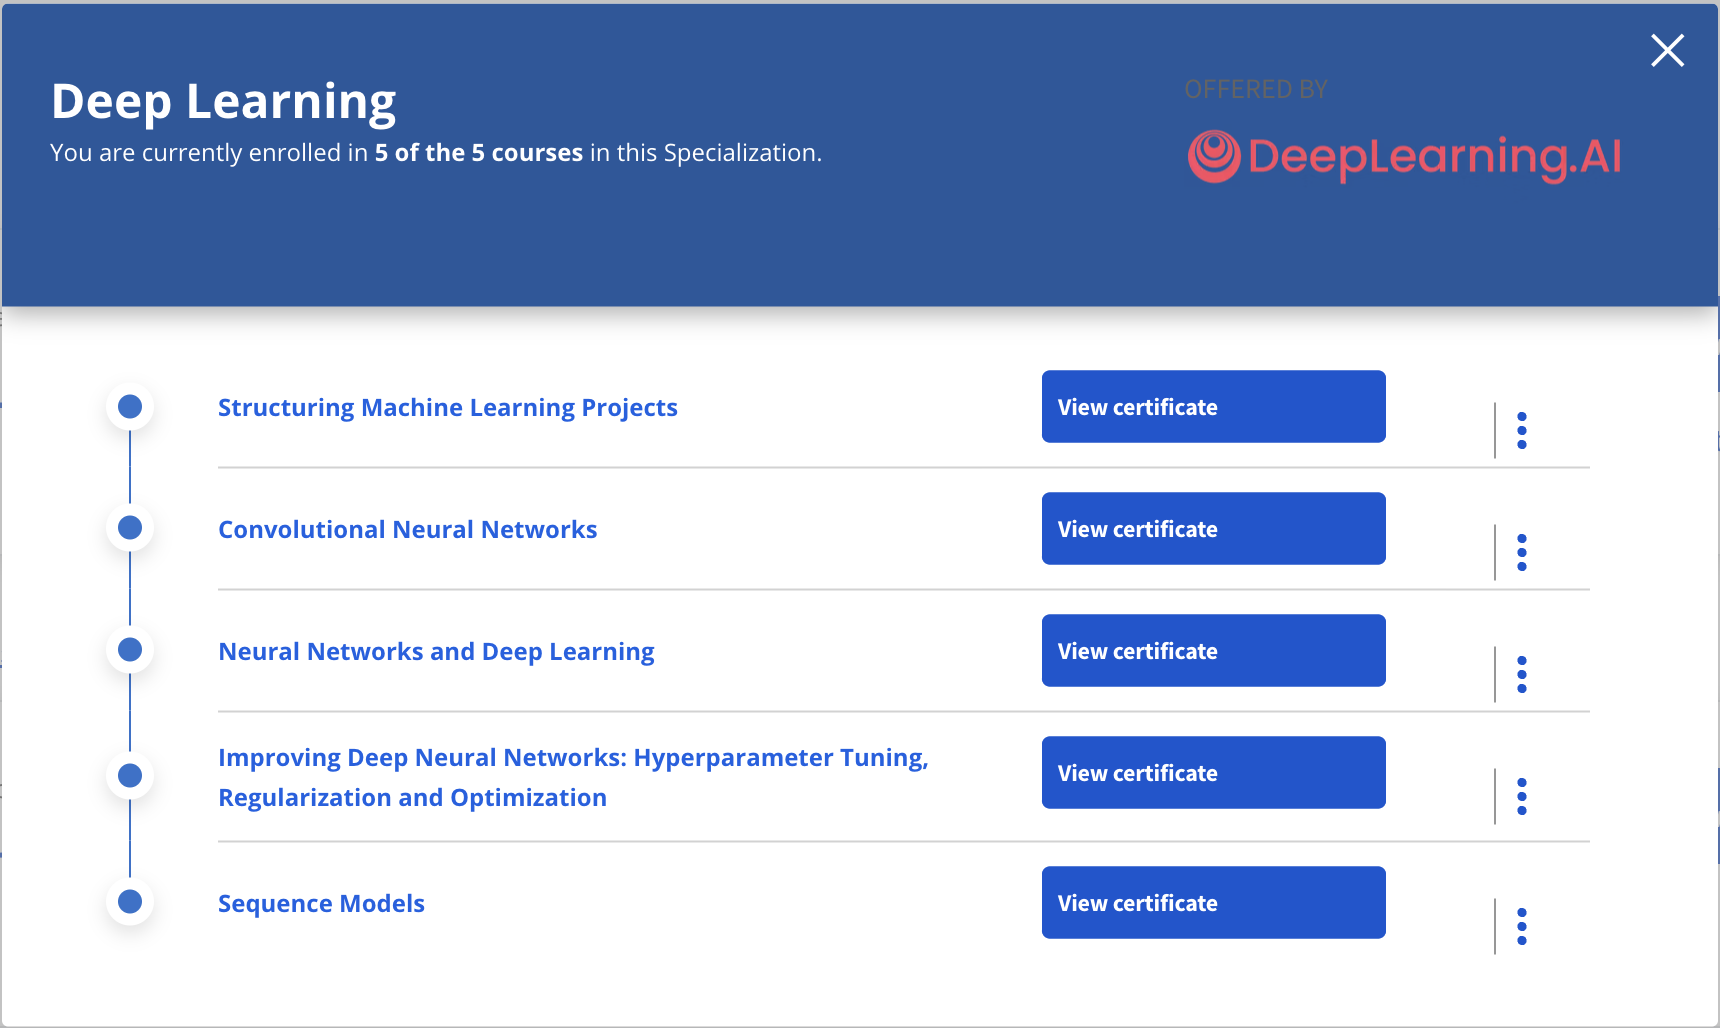 Deep Learning
You are currently enrolled in 5 of the 5 courses in this Specialization.
OFFERED BY
DeepLearning.AI
Structuring Machine Learning Projects
View certificate
Convolutional Neural Networks
View certificate
Neural Networks and Deep Learning
View certificate
Improving Deep Neural Networks: Hyperparameter Tuning,
Regularization and Optimization
View certificate
Sequence Models
View certificate